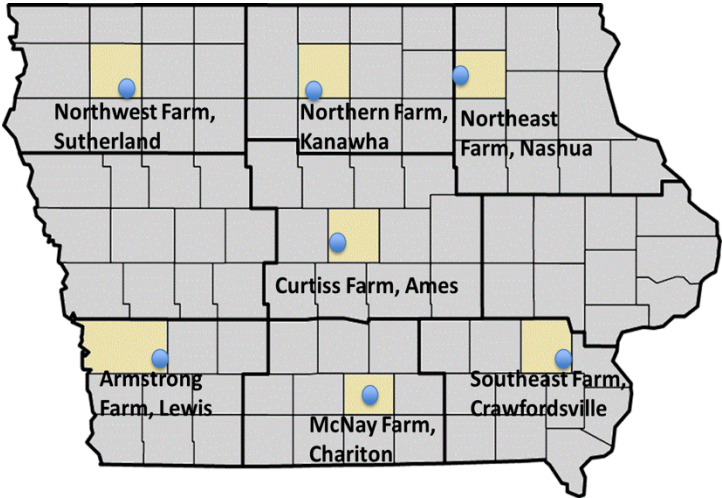 Northwest Farm,
Sutherland
Northern Farm,
Kanawha
Northeast
Farm, Nashua
Curtiss Farm, Ames
Armstrong
Farm, Lewis
McNay Farm,
Chariton
Southeast Farm,
Crawfordsville